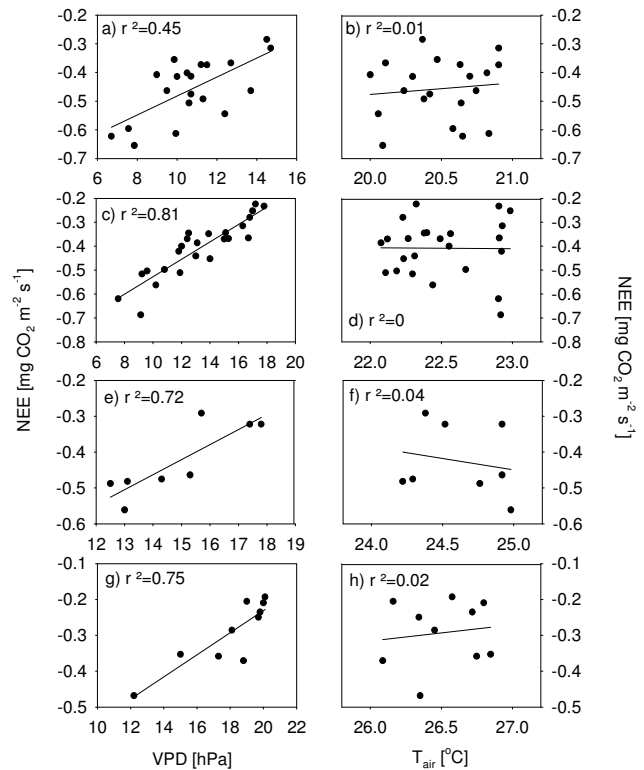 a) r ²=0.45
-0.2
-0.3
-0.4
-0.5
-0.6
-0.7
6 8 10 12 14 16
b) r ²=0.01
-0.2
-0.3
-0.4
-0.5
-0.6
-0.7
20.0 20.5 21.0
c) r ²=0.81
-0.2
-0.3
-0.4
-0.5
-0.6
-0.7
-0.8
6 8 10 12 14 16 18 20
d) r ²=0
-0.2
-0.3
-0.4
-0.5
-0.6
-0.7
-0.8
22.0 22.5 23.0
NEE [mg CO2 m-2 s-1]
NEE [mg CO2 m-2 s-1]
e) r ²=0.72
-0.2
-0.3
-0.4
-0.5
-0.6
12 13 14 15 16 17 18 19
f) r ²=0.04
-0.2
-0.3
-0.4
-0.5
-0.6
24.0 24.5 25.0
g) r ²=0.75
-0.1
-0.2
-0.3
-0.4
-0.5
10 12 14 16 18 20 22
VPD [hPa]
h) r ²=0.02
-0.1
-0.2
-0.3
-0.4
-0.5
26.0 26.5 27.0
Tair [oC]